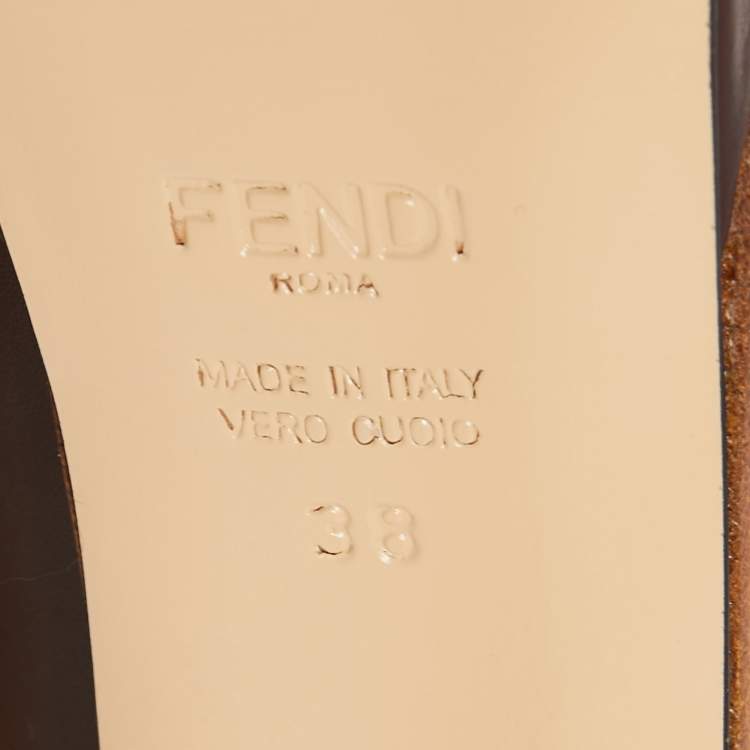 FENDI
ROMA
MADE IN ITALY
VERO CUOIO
38